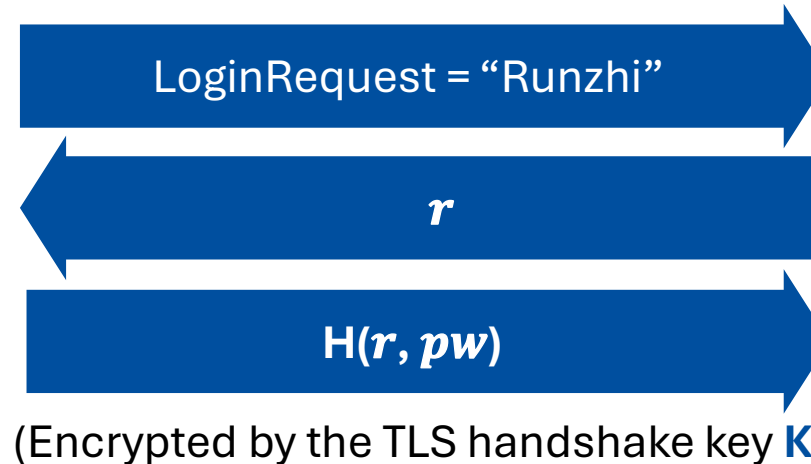 LoginRequest = “Runzhi”
r
H(r, pw)
(Encrypted by the TLS handshake key K